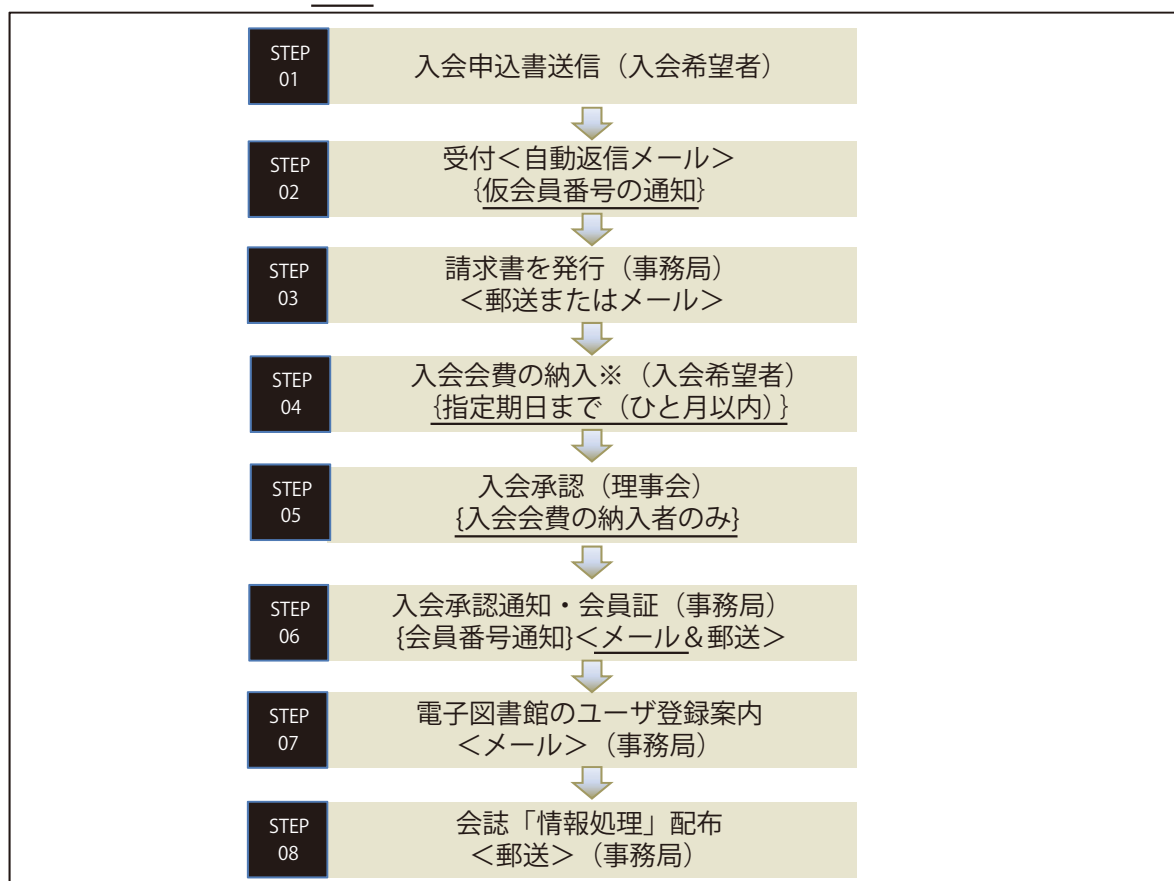 STEP
01
入会申込書送信（入会希望者）
STEP
02
受付＜自動返信メール＞
{仮会員番号の通知}
STEP
03
請求書を発行（事務局）
＜郵送またはメール＞
STEP
04
入会会費の納入※（入会希望者）
{指定期日まで（ひと月以内）}
STEP
05
入会承認（理事会）
{入会会費の納入者のみ}
STEP
06
入会承認通知・会員証（事務局）
{会員番号通知}＜メール＆郵送＞
STEP
07
電子図書館のユーザ登録案内
＜メール＞（事務局）
STEP
08
会誌「情報処理」配布
＜郵送＞（事務局）